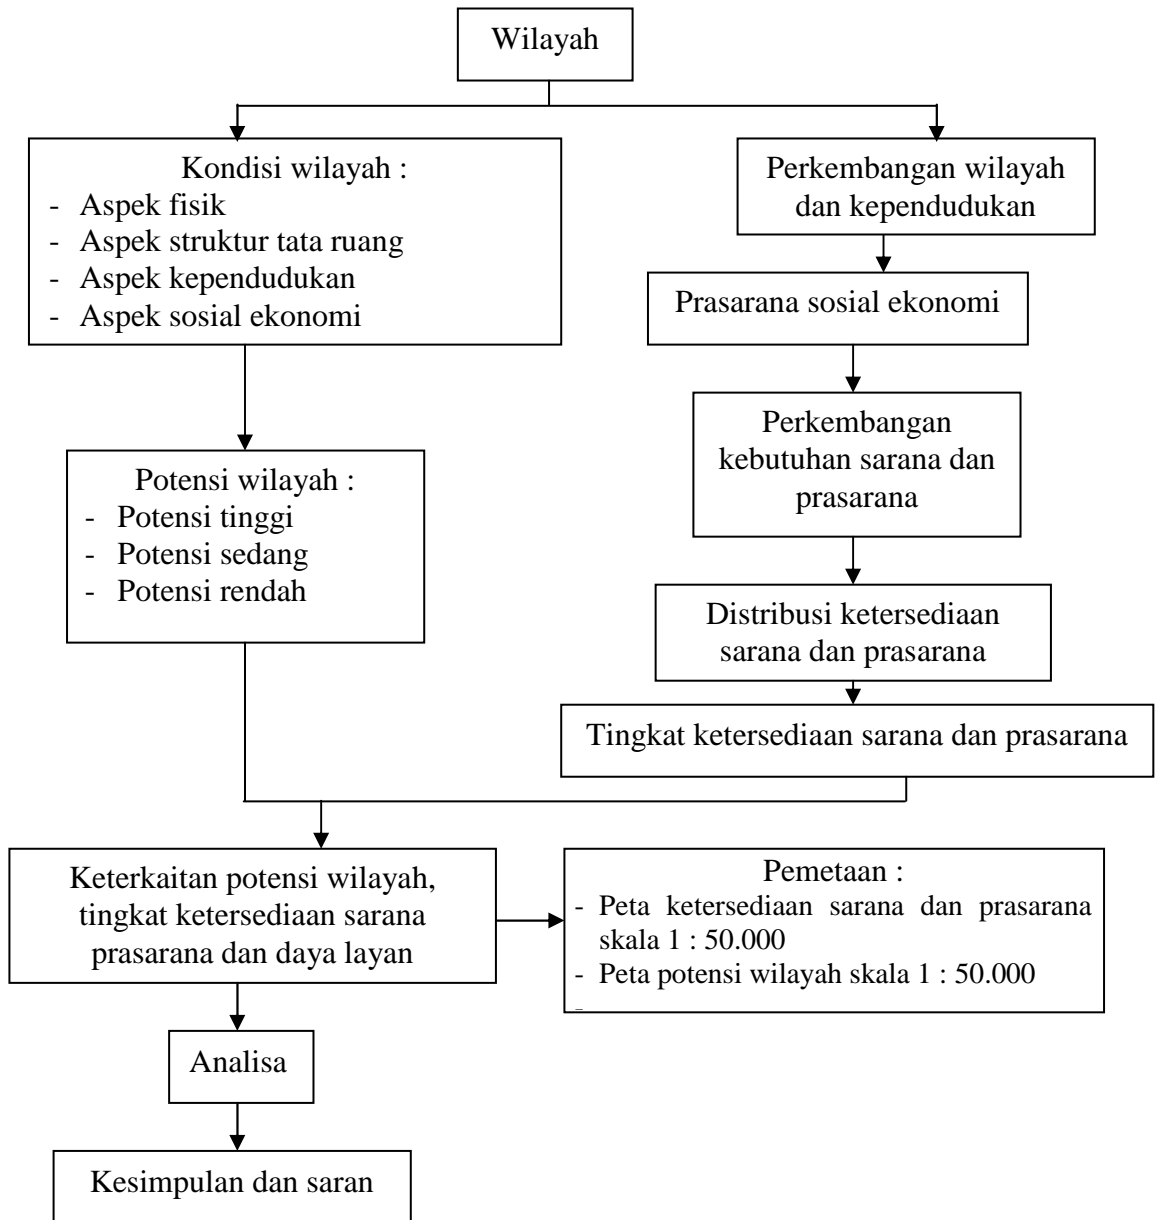 Wilayah
Kondisi wilayah :
- Aspek fisik
- Aspek struktur tata ruang
- Aspek kependudukan
- Aspek sosial ekonomi
Perkembangan wilayah
dan kependudukan
Prasarana sosial ekonomi
Perkembangan
kebutuhan sarana dan
prasarana
Potensi wilayah :
- Potensi tinggi
- Potensi sedang
- Potensi rendah
Distribusi ketersediaan
sarana dan prasarana
Tingkat ketersediaan sarana dan prasarana
Keterkaitan potensi wilayah,
tingkat ketersediaan sarana
prasarana dan daya layan
Pemetaan :
- Peta ketersediaan sarana dan prasarana
skala 1 : 50.000
- Peta potensi wilayah skala 1 : 50.000
-
Analisa
Kesimpulan dan saran